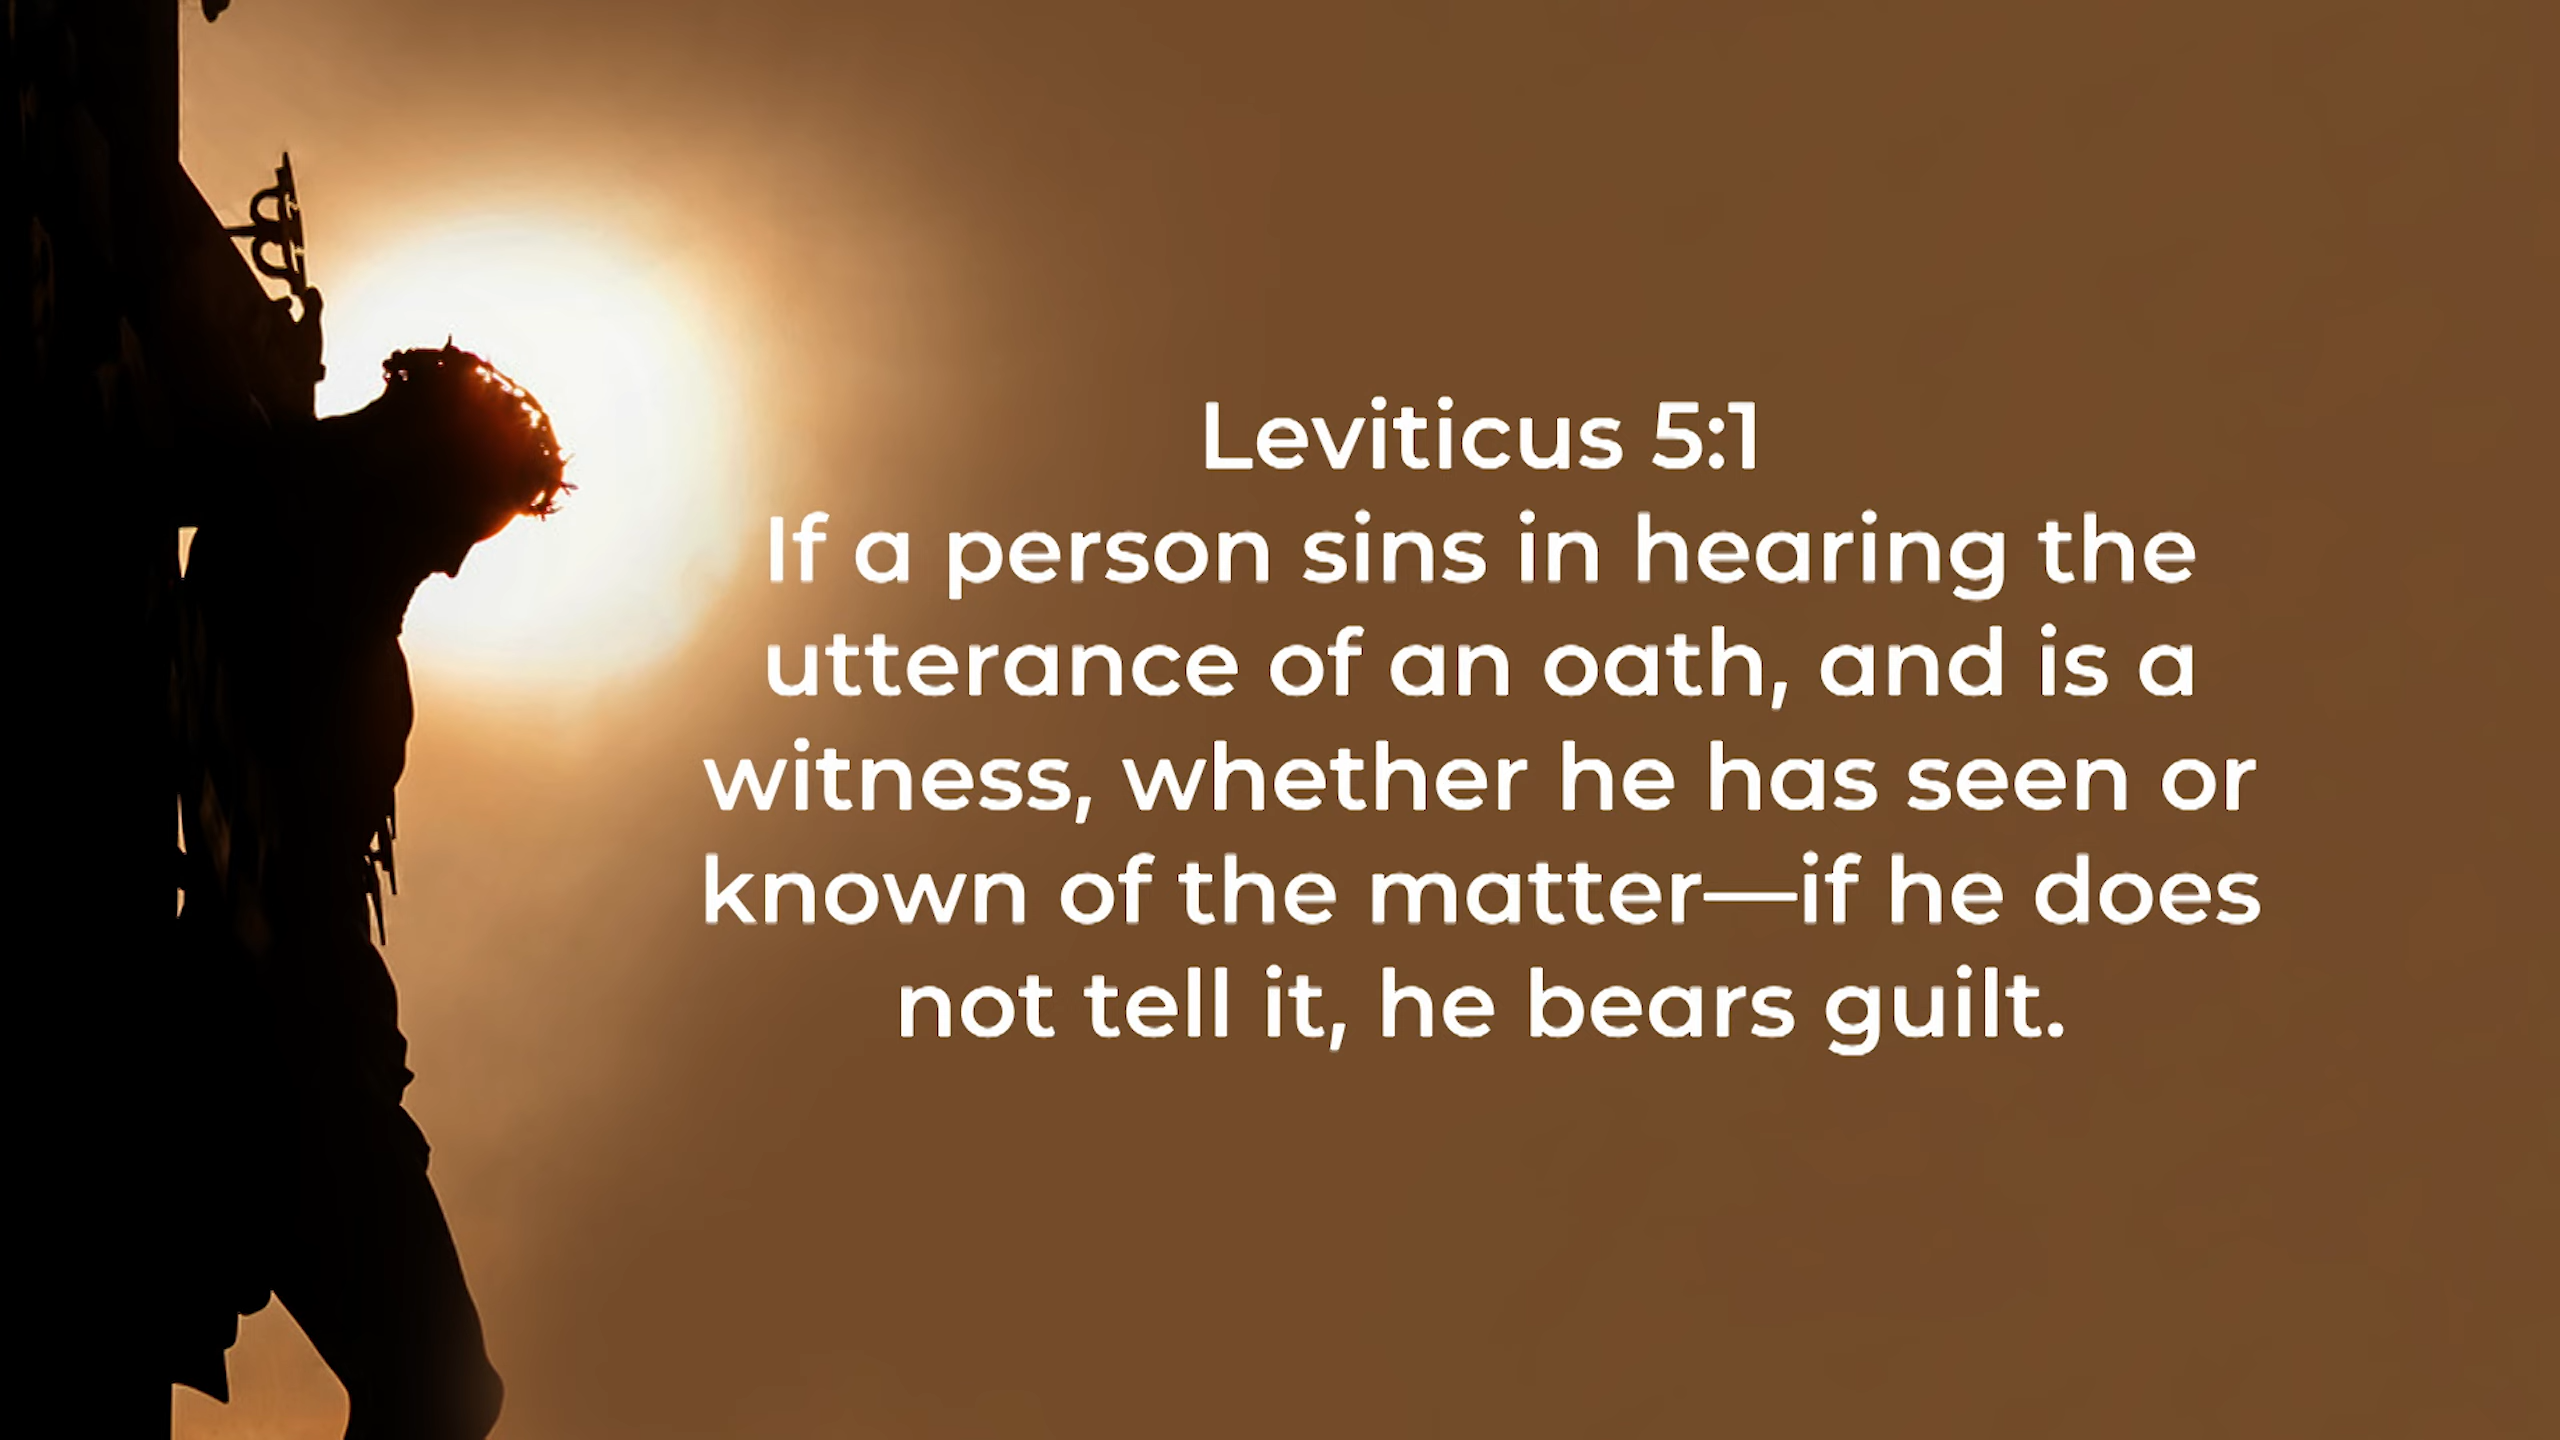 Leviticus 5:1
If a person sins in hearing the
utterance of an oath, and is a
witness, whether he has seen or
known of the matter—if he does
not tell it, he bears guilt.